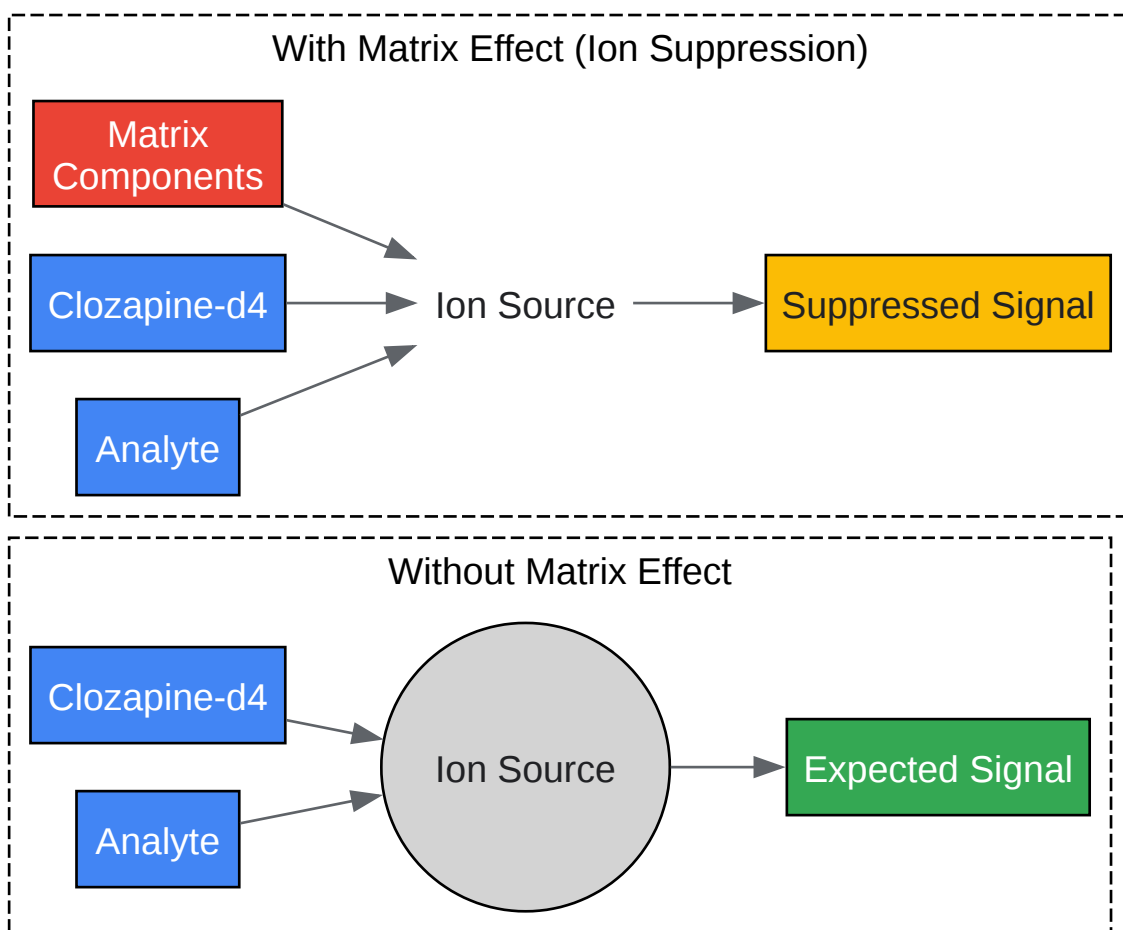 With Matrix Effect (Ion Suppression)
Matrix
Components
Clozapine-d4
Ion Source
Suppressed Signal
Analyte
Without Matrix Effect
Clozapine-d4
Ion Source
Expected Signal
Analyte